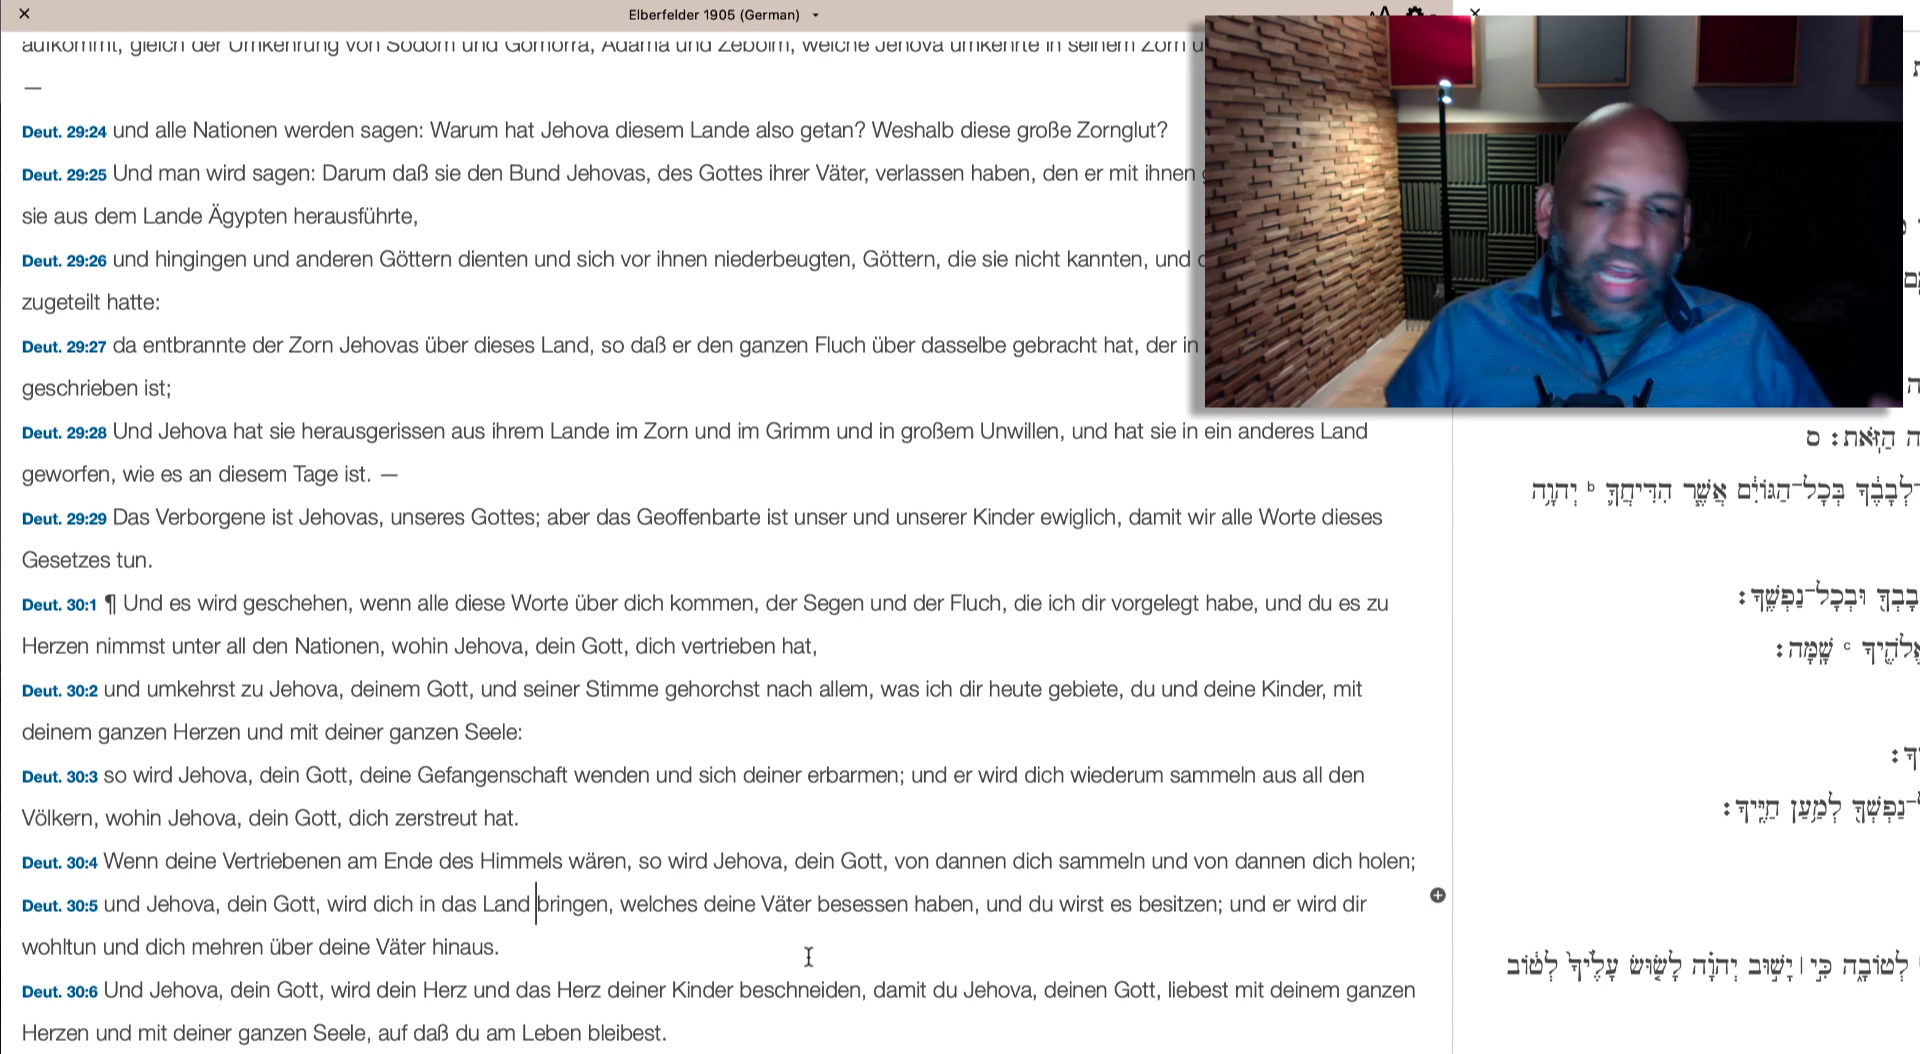 Elberfelder 1905 (German)
aufkommt, gleich der Umkehrung von Sodom und Gomorra, Adama und Zeboim, welche Jehova umkehrte in seinem Zorn
—
Deut. 29:24 und alle Nationen werden sagen: Warum hat Jehova diesem Lande also getan? Weshalb diese große Zornglut?
Deut. 29:25 Und man wird sagen: Darum daß sie den Bund Jehovas, des Gottes ihrer Väter, verlassen haben, den er mit ihnen
sie aus dem Lande Ägypten herausführte,
Deut. 29:26 und hingingen und anderen Göttern dienten und sich vor ihnen niederbeugten, Göttern, die sie nicht kannten, und
zugeteilt hatte:
Deut. 29:27 da entbrannte der Zorn Jehovas über dieses Land, so daß er den ganzen Fluch über dasselbe gebracht hat, der in
geschrieben ist;
Deut. 29:28 Und Jehova hat sie herausgerissen aus ihrem Lande im Zorn und im Grimm und in großem Unwillen, und hat sie in ein anderes Land
geworfen, wie es an diesem Tage ist. —
Deut. 29:29 Das Verborgene ist Jehovas, unseres Gottes; aber das Geoffenbarte ist unser und unserer Kinder ewiglich, damit wir alle Worte dieses
Gesetzes tun.
Deut. 30:1 ¶ Und es wird geschehen, wenn alle diese Worte über dich kommen, der Segen und der Fluch, die ich dir vorgelegt habe, und du es zu
Herzen nimmst unter all den Nationen, wohin Jehova, dein Gott, dich vertrieben hat,
Deut. 30:2 und umkehrst zu Jehova, deinem Gott, und seiner Stimme gehorchst nach allem, was ich dir heute gebiete, du und deine Kinder, mit
deinem ganzen Herzen und mit deiner ganzen Seele:
Deut. 30:3 so wird Jehova, dein Gott, deine Gefangenschaft wenden und sich deiner erbarmen; und er wird dich wiederum sammeln aus all den
Völkern, wohin Jehova, dein Gott, dich zerstreut hat.
Deut. 30:4 Wenn deine Vertriebenen am Ende des Himmels wären, so wird Jehova, dein Gott, von dannen dich sammeln und von dannen dich holen;
Deut. 30:5 und Jehova, dein Gott, wird dich in das Land bringen, welches deine Väter besessen haben, und du wirst es besitzen; und er wird dir
wohltun und dich mehren über deine Väter hinaus.
Deut. 30:6 Und Jehova, dein Gott, wird dein Herz und das Herz deiner Kinder beschneiden, damit du Jehova, deinen Gott, liebest mit deinem ganzen
Herzen und mit deiner ganzen Seele, auf daß du am Leben bleibest.
הַזֹּאת׃ ס
לְבָבֶךָ בְּכָל־הַגּוֹיִם אֲשֶׁר הִדִּיחֲךָ b יְהוָה
וּבְכָל־נַפְשֶׁךָ׃
c שָׁמָּה׃
נַפְשְׁךָ לְמַעַן חַיֶּיךָ׃
לְטוֹבָה כִּי׀ יָשׁוּב יְהוָה לָשׂוּשׂ עָלֶיךָ לְטוֹב